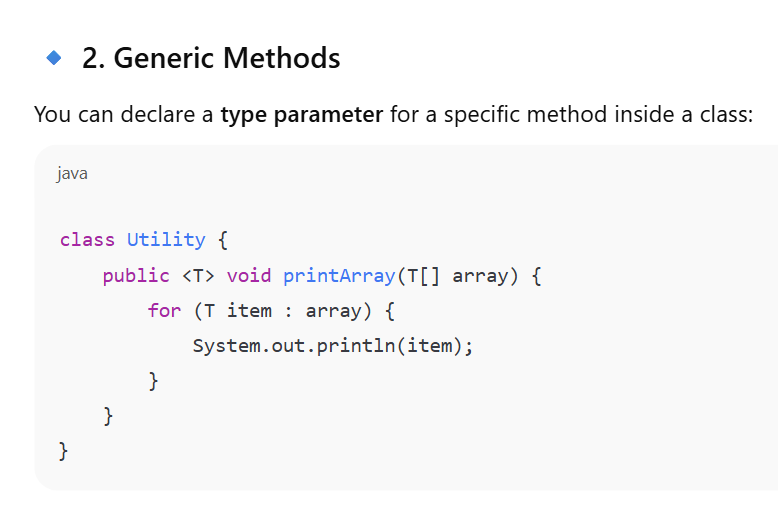 🔹 2. Generic Methods
You can declare a type parameter for a specific method inside a class:
java
class Utility {
    public <T> void printArray(T[] array) {
        for (T item : array) {
            System.out.println(item);
        }
    }
}